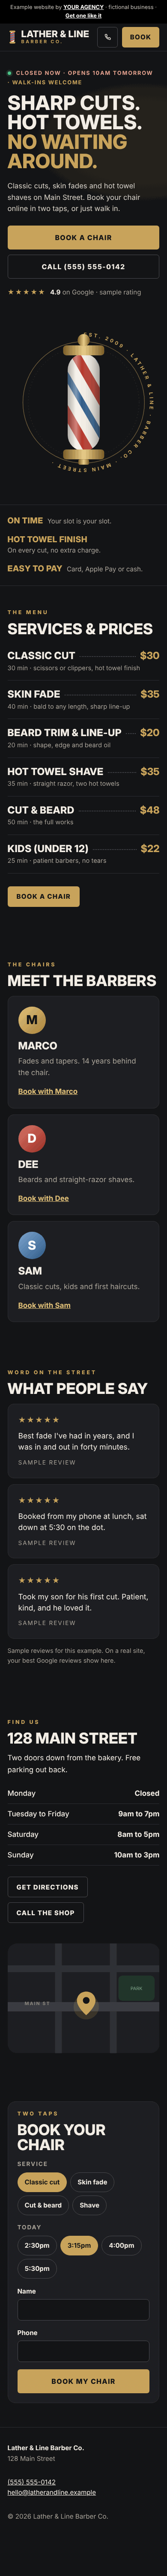 Example website by YOUR AGENCY · fictional business ·
Get one like it
LATHER & LINE
BARBER CO.
BOOK
CLOSED NOW · OPENS 10AM TOMORROW
· WALK-INS WELCOME
SHARP CUTS.
HOT TOWELS.
NO WAITING
AROUND.
Classic cuts, skin fades and hot towel
shaves on Main Street. Book your chair
online in two taps, or just walk in.
BOOK A CHAIR
CALL (555) 555-0142
★★★★★ 4.9 on Google · sample rating
EST. 2009 · LATHER & LINE · BARBER CO. · MAIN STREET ·
ON TIME Your slot is your slot.
HOT TOWEL FINISH
On every cut, no extra charge.
EASY TO PAY Card, Apple Pay or cash.
THE MENU
SERVICES & PRICES
CLASSIC CUT $30
30 min · scissors or clippers, hot towel finish
SKIN FADE $35
40 min · bald to any length, sharp line-up
BEARD TRIM & LINE-UP $20
20 min · shape, edge and beard oil
HOT TOWEL SHAVE $35
35 min · straight razor, two hot towels
CUT & BEARD $48
50 min · the full works
KIDS (UNDER 12) $22
25 min · patient barbers, no tears
BOOK A CHAIR
THE CHAIRS
MEET THE BARBERS
M
MARCO
Fades and tapers. 14 years behind
the chair.
Book with Marco
D
DEE
Beards and straight-razor shaves.
Book with Dee
S
SAM
Classic cuts, kids and first haircuts.
Book with Sam
WORD ON THE STREET
WHAT PEOPLE SAY
★★★★★
Best fade I've had in years, and I
was in and out in forty minutes.
SAMPLE REVIEW
★★★★★
Booked from my phone at lunch, sat
down at 5:30 on the dot.
SAMPLE REVIEW
★★★★★
Took my son for his first cut. Patient,
kind, and he loved it.
SAMPLE REVIEW
Sample reviews for this example. On a real site,
your best Google reviews show here.
FIND US
128 MAIN STREET
Two doors down from the bakery. Free
parking out back.
Monday Closed
Tuesday to Friday 9am to 7pm
Saturday 8am to 5pm
Sunday 10am to 3pm
GET DIRECTIONS
CALL THE SHOP
PARK
MAIN ST
TWO TAPS
BOOK YOUR
CHAIR
SERVICE
Classic cut Skin fade
Cut & beard Shave
TODAY
2:30pm 3:15pm 4:00pm
5:30pm
Name
Phone
BOOK MY CHAIR
Lather & Line Barber Co.
128 Main Street
(555) 555-0142
hello@latherandline.example
© 2026 Lather & Line Barber Co.